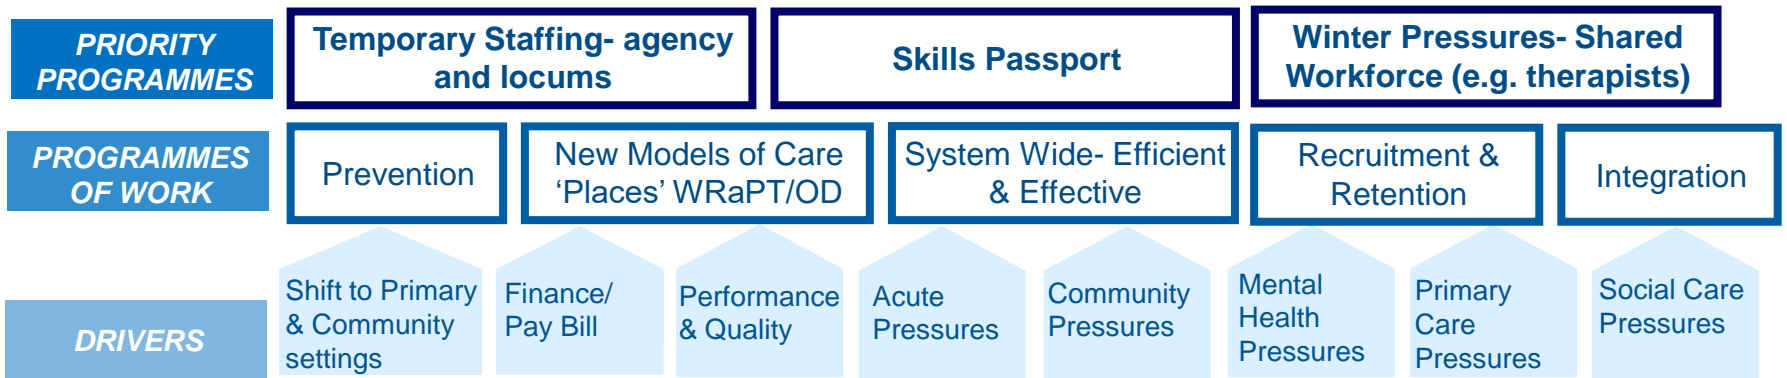 PRIORITY
PROGRAMMES
Temporary Staffing- agency
and locums
Skills Passport
Winter Pressures- Shared
Workforce (e.g. therapists)
PROGRAMMES
OF WORK
Prevention
New Models of Care
‘Places’ WRaPT/OD
System Wide- Efficient
& Effective
Recruitment &
Retention
Integration
DRIVERS
Shift to Primary
& Community
settings
Finance/
Pay Bill
Performance
& Quality
Acute
Pressures
Community
Pressures
Mental
Health
Pressures
Primary
Care
Pressures
Social Care
Pressures